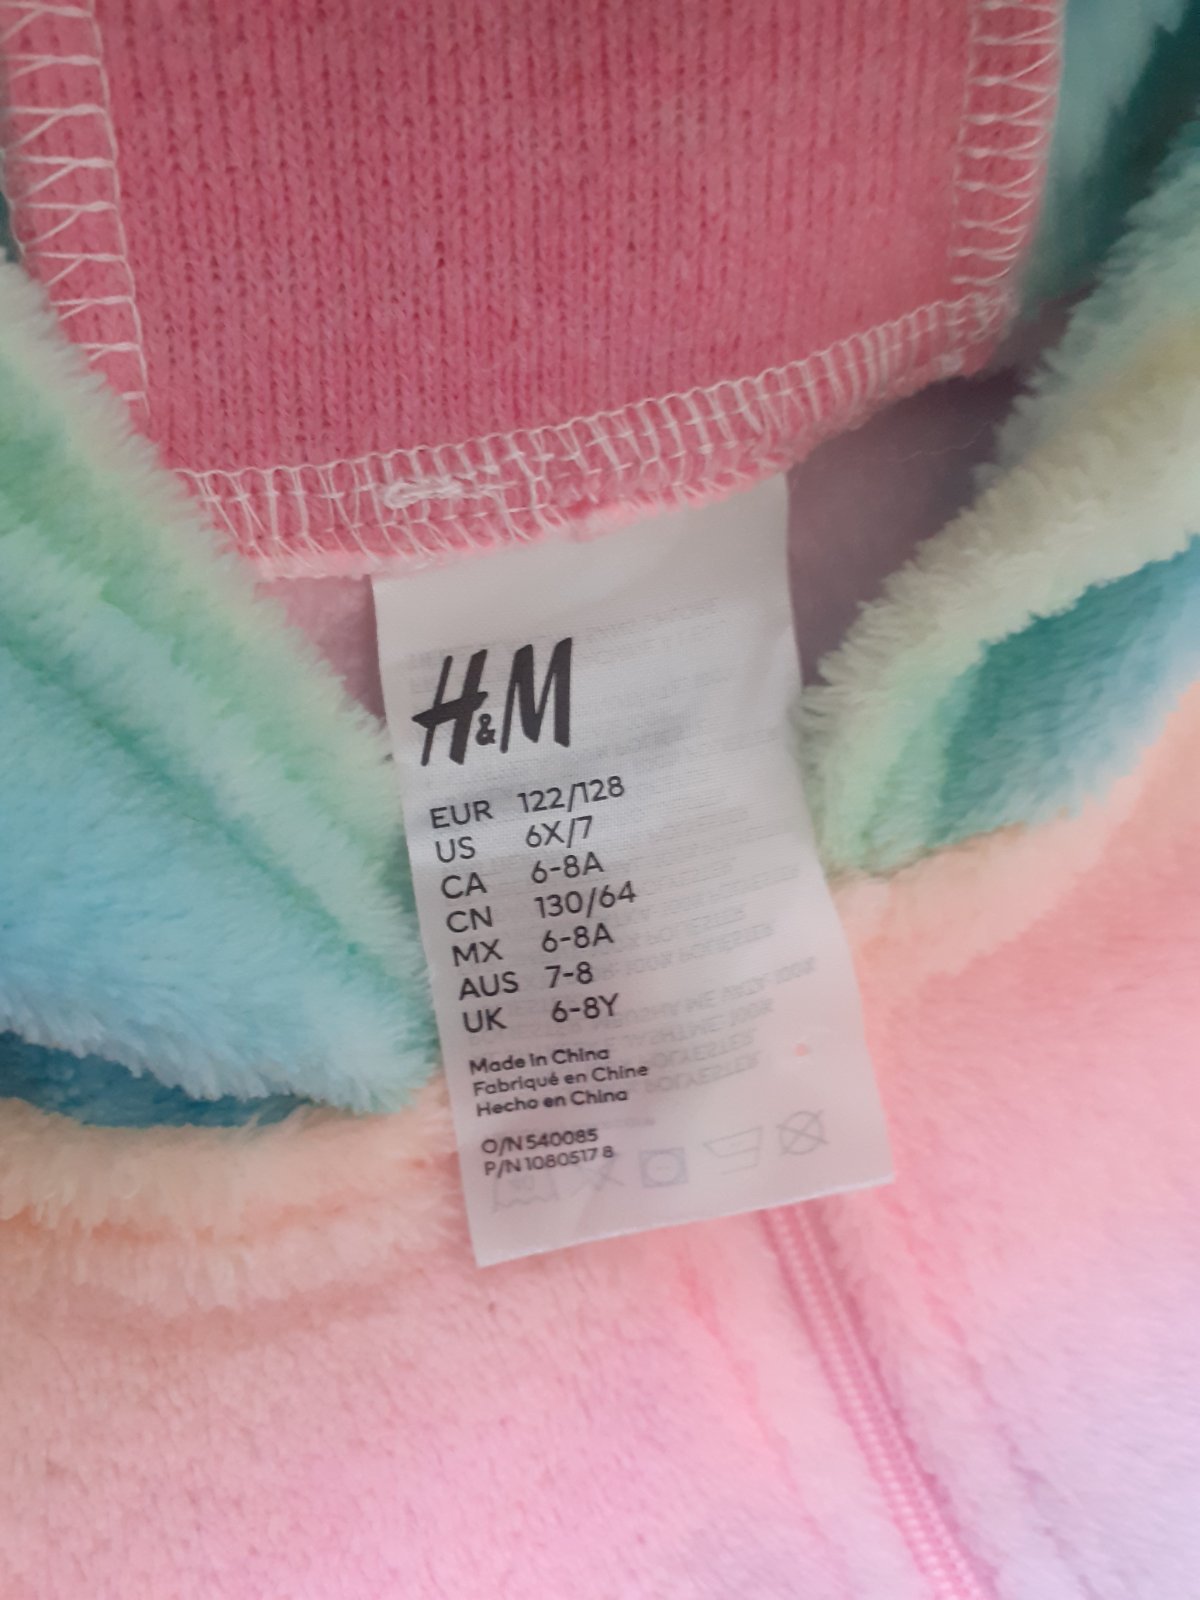 H&M
EUR 122/128
US 6X/7
CA 6-8A
CN 130/64
MX 6-8A
AUS 7-8
UK 6-8Y
Made in China
Fabriqué en Chine
Hecho en China
O/N 540085
P/N 1080517 8